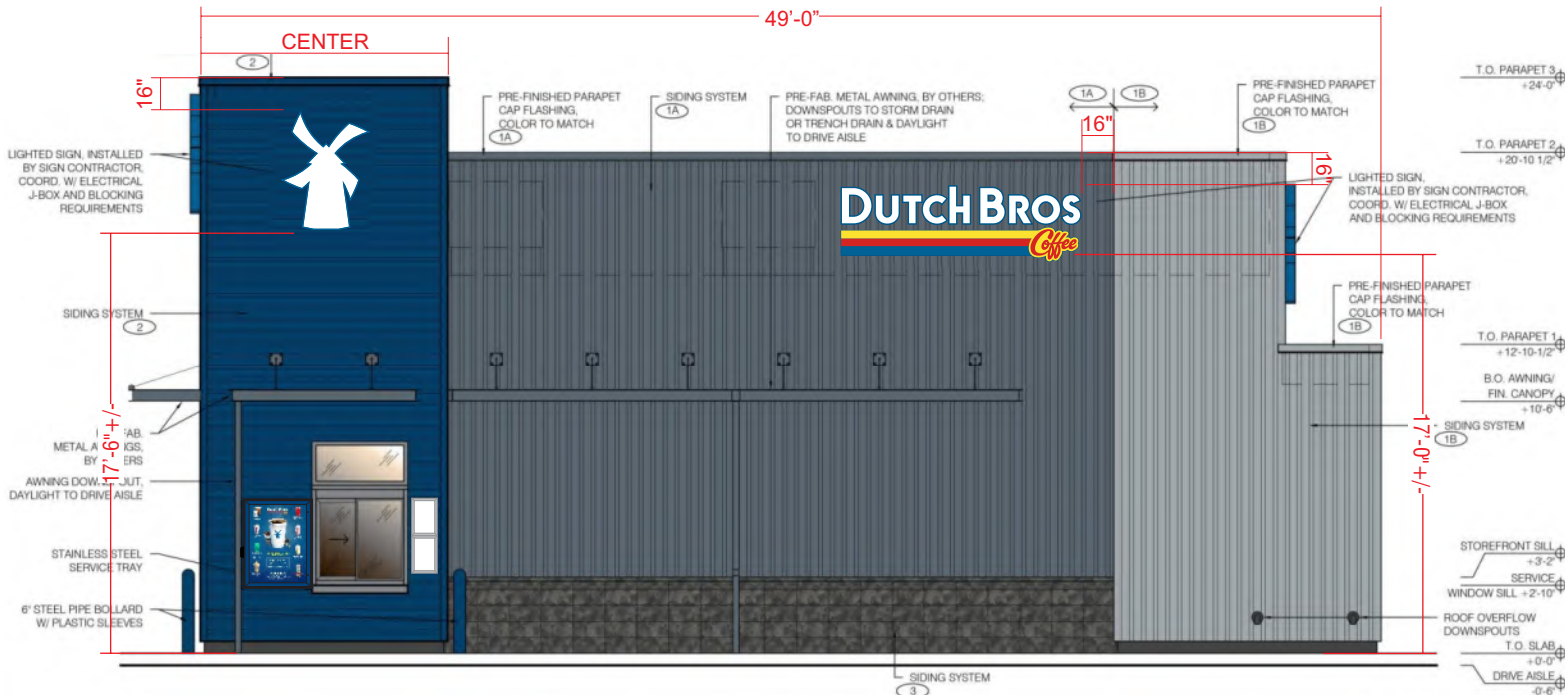 49'-0"
CENTER
2
16"
PRE-FINISHED PARAPET
CAP FLASHING,
COLOR TO MATCH
1A
SIDING SYSTEM
1A
PRE-FAB. METAL AWNING, BY OTHERS;
DOWNSPOUTS TO STORM DRAIN
OR TRENCH DRAIN & DAYLIGHT
TO DRIVE AISLE
1A
1B
16"
PRE-FINISHED PARAPET
CAP FLASHING,
COLOR TO MATCH
1B
16"
T.O. PARAPET 3
+24'-0"
T.O. PARAPET 2
+20'-10 1/2"
LIGHTED SIGN, INSTALLED
BY SIGN CONTRACTOR,
COORD. W/ ELECTRICAL
J-BOX AND BLOCKING
REQUIREMENTS
LIGHTED SIGN,
INSTALLED BY SIGN CONTRACTOR,
COORD. W/ ELECTRICAL J-BOX
AND BLOCKING REQUIREMENTS
DUTCH BROS
Coffee
SIDING SYSTEM
2
PRE-FINISHED PARAPET
CAP FLASHING,
COLOR TO MATCH
1B
T.O. PARAPET 1
+12'-10-1/2"
B.O. AWNING/
FIN. CANOPY
+10'-6"
17'-6"+/-
17'-0"+/-
METAL
BY
SIDING SYSTEM
1B
AWNING
DAYLIGHT TO DRIVE AISLE
STAINLESS STEEL
SERVICE TRAY
6" STEEL PIPE BOLLARD
W/ PLASTIC SLEEVES
STOREFRONT SILL
+3'-2"
SERVICE
WINDOW SILL +2'-10"
ROOF OVERFLOW
DOWNSPOUTS
T.O. SLAB
+0'-0"
DRIVE AISLE
-0'-6"
SIDING SYSTEM
3